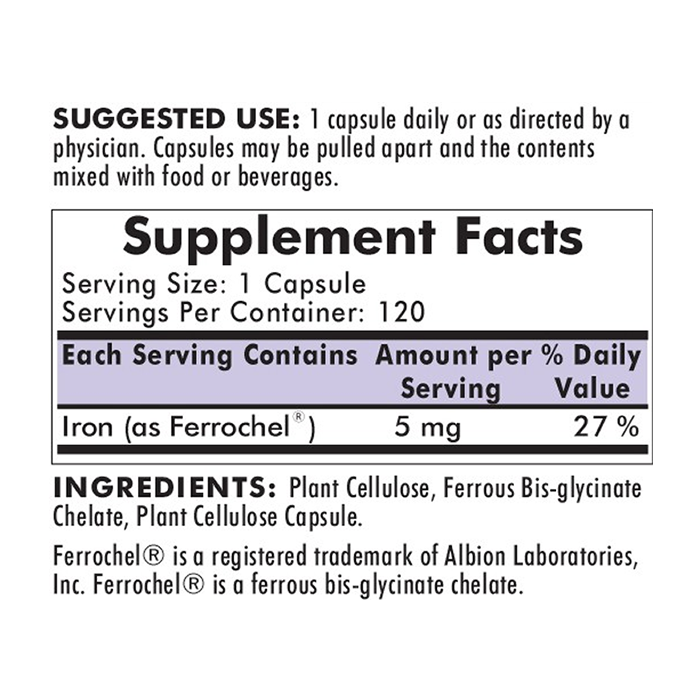 SUGGESTED USE: 1 capsule daily or as directed by a
physician. Capsules may be pulled apart and the contents
mixed with food or beverages.
Supplement Facts
Serving Size: 1 Capsule
Servings Per Container: 120
Each Serving Contains Amount per % Daily
Serving Value
Iron (as Ferrochel®) 5 mg 27 %
INGREDIENTS: Plant Cellulose, Ferrous Bis-glycinate
Chelate, Plant Cellulose Capsule.
Ferrochel® is a registered trademark of Albion Laboratories,
Inc. Ferrochel® is a ferrous bis-glycinate chelate.